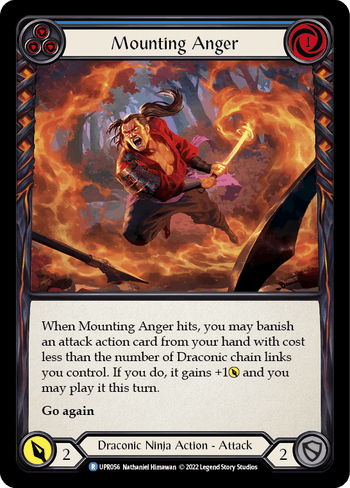 1
Mounting Anger
When Mounting Anger hits, you may banish
an attack action card from your hand with cost
less than the number of Draconic chain links
you control. If you do, it gains +1 and you
may play it this turn.
Go again
2
Draconic Ninja Action - Attack
2
R UPR056 Nathaniel Himawan © 2022 Legend Story Studios